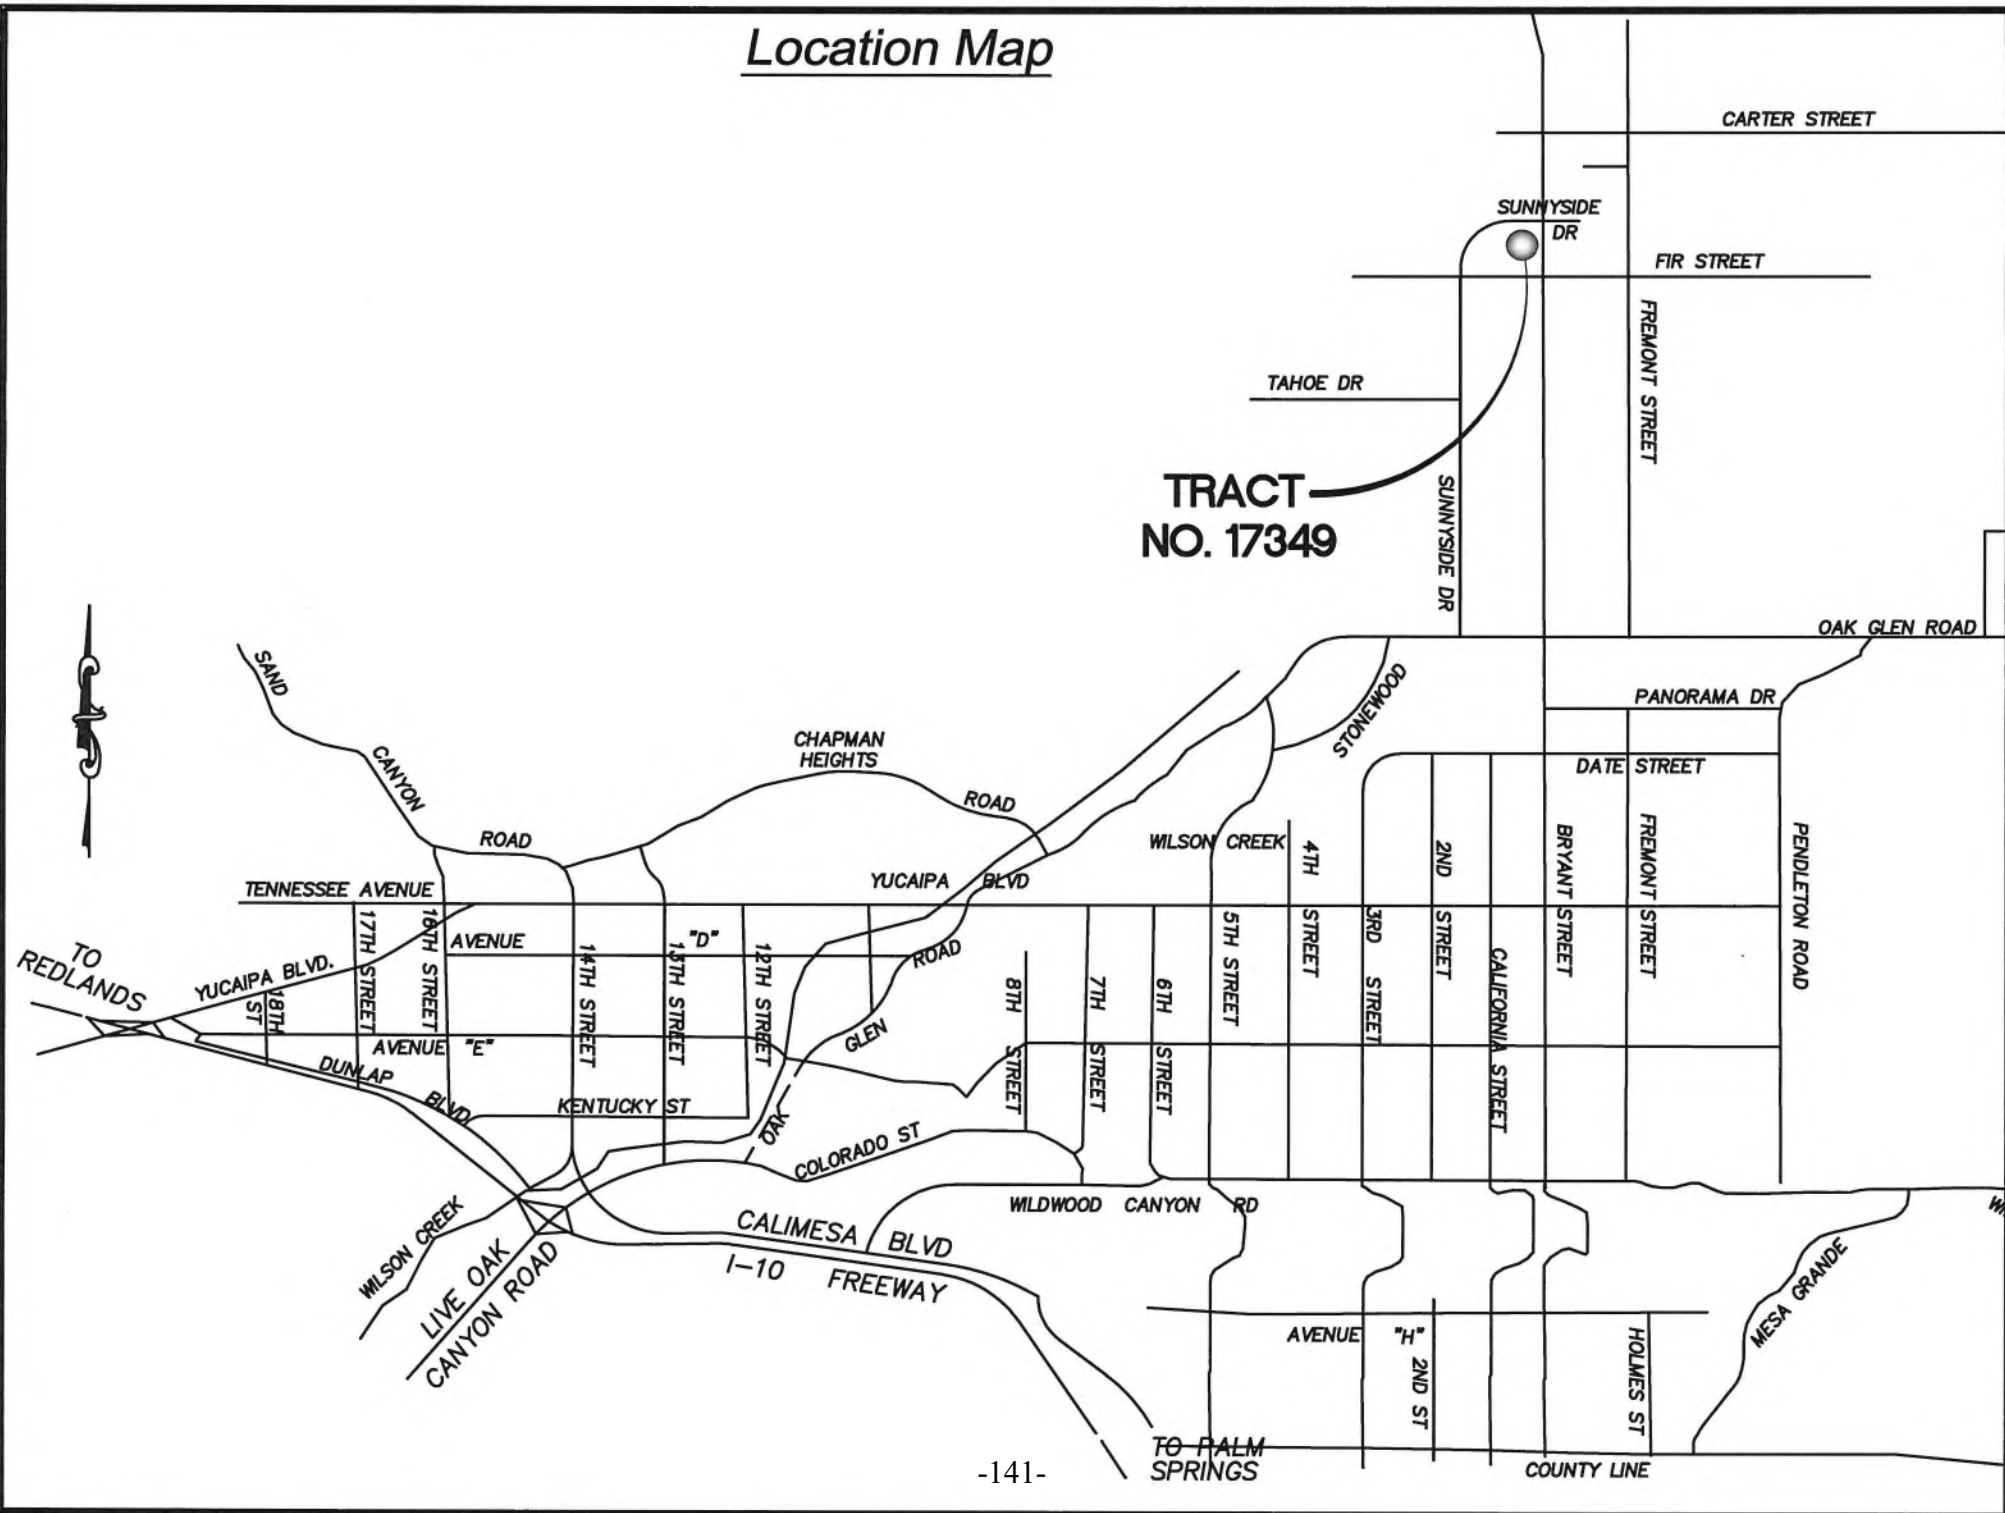 Location Map
CARTER STREET
SUNNYSIDE
DR
FIR STREET
FREMONT STREET
TAHOE DR
TRACT
NO. 17349
SUNNYSIDE DR
OAK GLEN ROAD
SAND
CANYON
ROAD
STONEWOOD
PANORAMA DR
CHAPMAN
HEIGHTS
ROAD
DATE STREET
WILSON CREEK
4TH
STREET
2ND
STREET
BRYANT STREET
FREMONT STREET
PENDLETON ROAD
TENNESSEE AVENUE
YUCAIPA BLVD
17TH STREET
16TH STREET
AVENUE "D"
14TH STREET
13TH STREET
12TH STREET
ROAD
GLEN
OAK
5TH STREET
3RD
STREET
CALIFORNIA STREET
TO
REDLANDS
YUCAIPA BLVD.
18TH
ST
8TH
STREET
7TH
STREET
6TH
STREET
AVENUE "E"
DUNLAP
BLVD
KENTUCKY ST
COLORADO ST
WILDWOOD CANYON RD
WILSON CREEK
LIVE OAK
CANYON ROAD
CALIMESA BLVD
I-10 FREEWAY
MESA GRANDE
AVENUE "H"
2ND ST
HOLMES ST
TO PALM
SPRINGS
COUNTY LINE
-141-